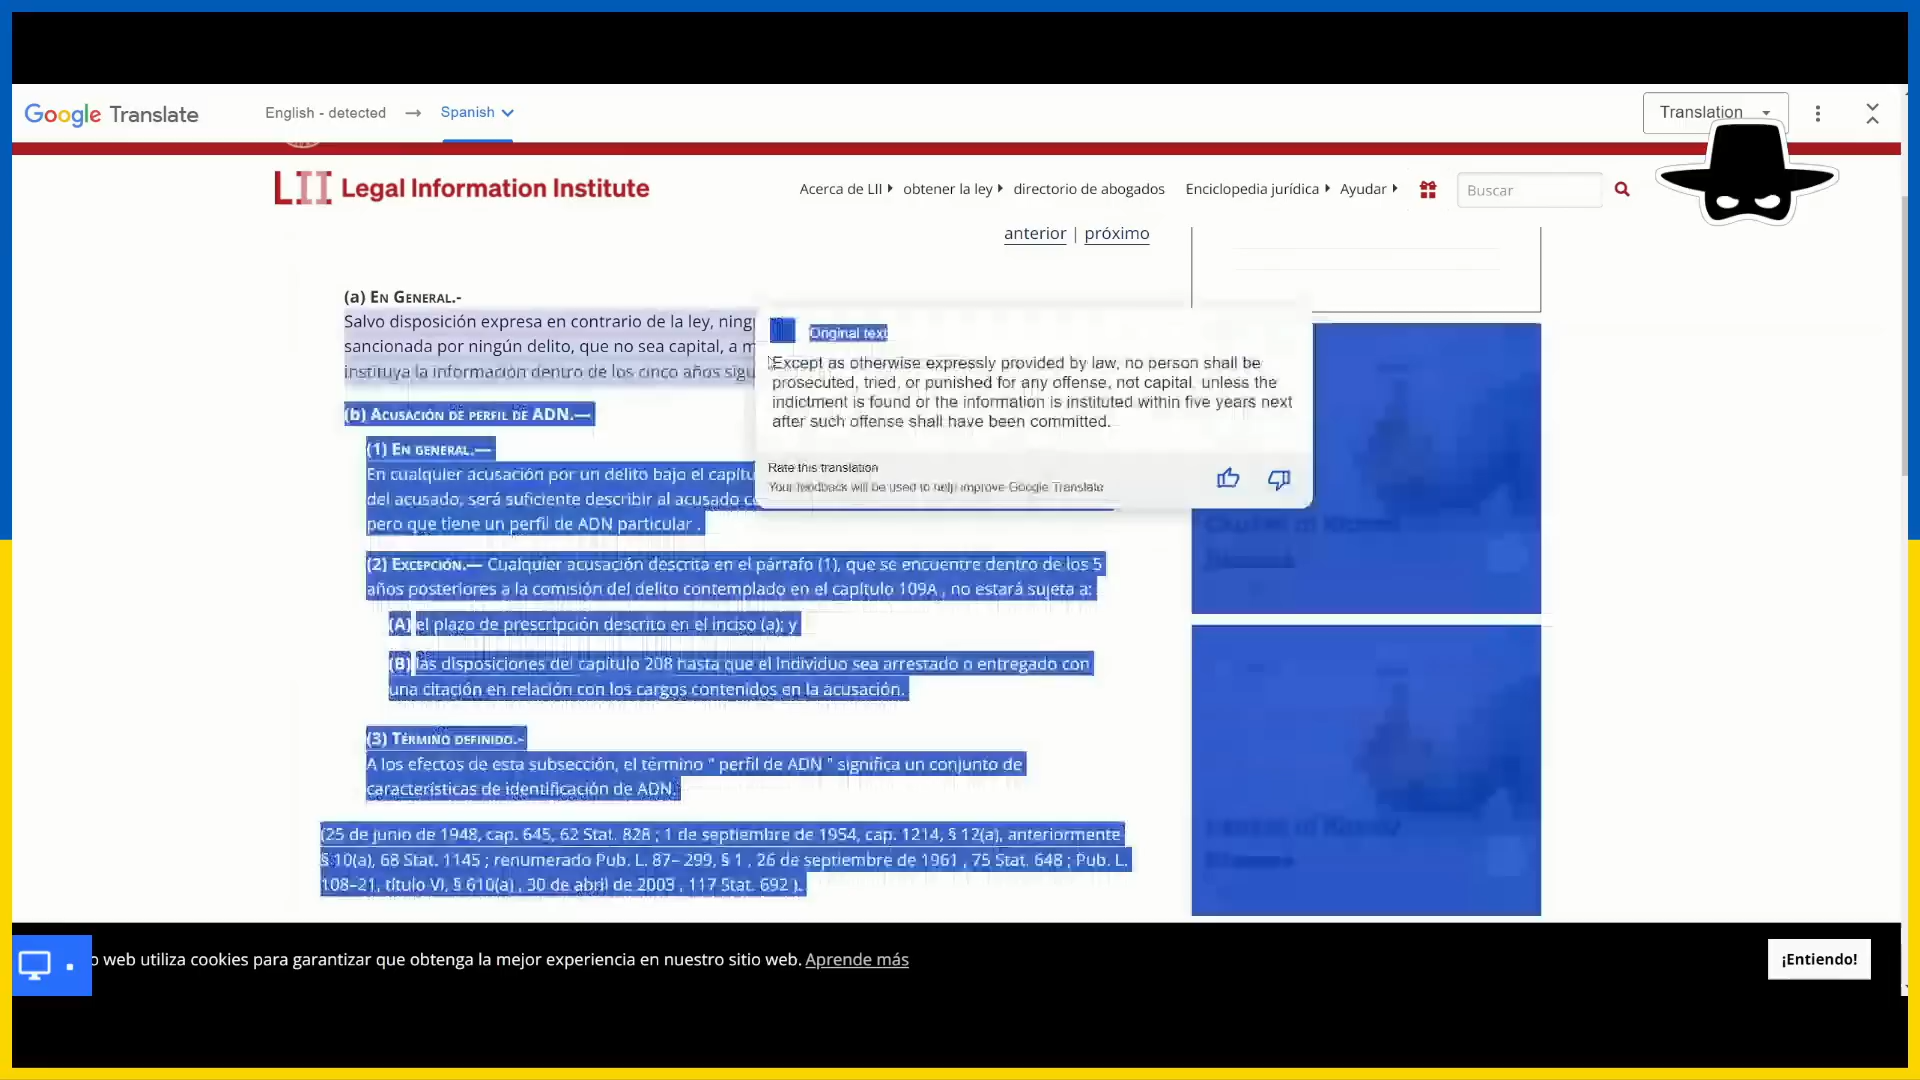 Google Translate
English - detected → Spanish
Translation
LII Legal Information Institute
Acerca de LII obtener la ley directorio de abogados Enciclopedia jurídica Ayudar Buscar
anterior | próximo
(a) En General.-
Salvo disposición expresa en contrario de la ley,
sancionada por ningún delito, que no sea capital, a
instituya la información dentro de los cinco años
Original text
Except as otherwise expressly provided by law, no person shall be
prosecuted, tried, or punished for any offense, not capital, unless the
indictment is found or the information is instituted within five years next
after such offense shall have been committed.
Rate this translation
Your feedback will be used to help improve Google Translate
(b) Acusación de perfil de ADN.—
(1) En general.—
En cualquier acusación por un delito bajo el
del acusado, será suficiente describir al acusado
pero que tiene un perfil de ADN particular .
(2) Excepción.— Cualquier acusación descrita en el párrafo (1), que se encuentre dentro de los 5
años posteriores a la comisión del delito contemplado en el capítulo 109A , no estará sujeta a:
(A) el plazo de prescripción descrito en el inciso (a); y
(B) las disposiciones del capítulo 208 hasta que el individuo sea arrestado o entregado con
una citación en relación con los cargos contenidos en la acusación.
(3) Término definido.-
A los efectos de esta subsección, el término " perfil de ADN " significa un conjunto de
características de identificación de ADN.
(25 de junio de 1948, cap. 645, 62 Stat. 828 ; 1 de septiembre de 1954, cap. 1214, § 12(a), anteriormente
§ 10(a), 68 Stat. 1145 ; renumerado Pub. L. 87– 299, § 1 , 26 de septiembre de 1961 , 75 Stat. 648 ; Pub. L.
108–21, título VI, § 610(a) , 30 de abril de 2003 , 117 Stat. 692 ).
web utiliza cookies para garantizar que obtenga la mejor experiencia en nuestro sitio web. Aprende más
¡Entiendo!